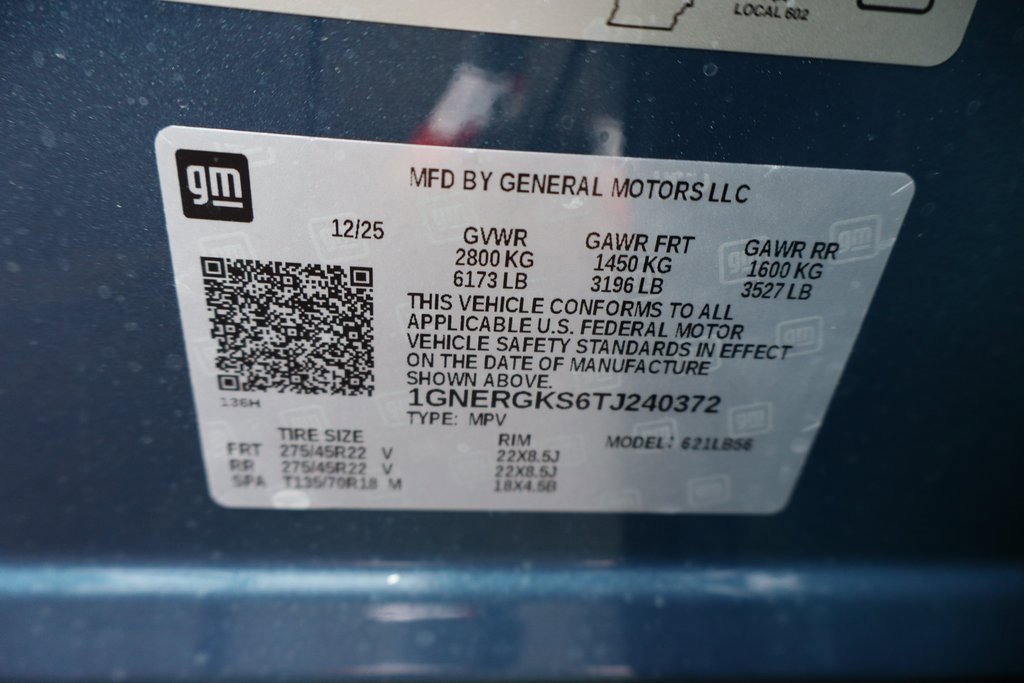 LOCAL 602
gm
MFD BY GENERAL MOTORS LLC
12/25
GVWR GAWR FRT GAWR RR
2800 KG 1450 KG 1600 KG
6173 LB 3196 LB 3527 LB
THIS VEHICLE CONFORMS TO ALL
APPLICABLE U.S. FEDERAL MOTOR
VEHICLE SAFETY STANDARDS IN EFFECT
ON THE DATE OF MANUFACTURE
SHOWN ABOVE.
136H
1GNERGKS6TJ240372
TYPE: MPV
TIRE SIZE RIM MODEL: 621LB56
FRT 275/45R22 V 22X8.5J
RR 275/45R22 V 22X8.5J
SPA T135/70R18 M 18X4.5B